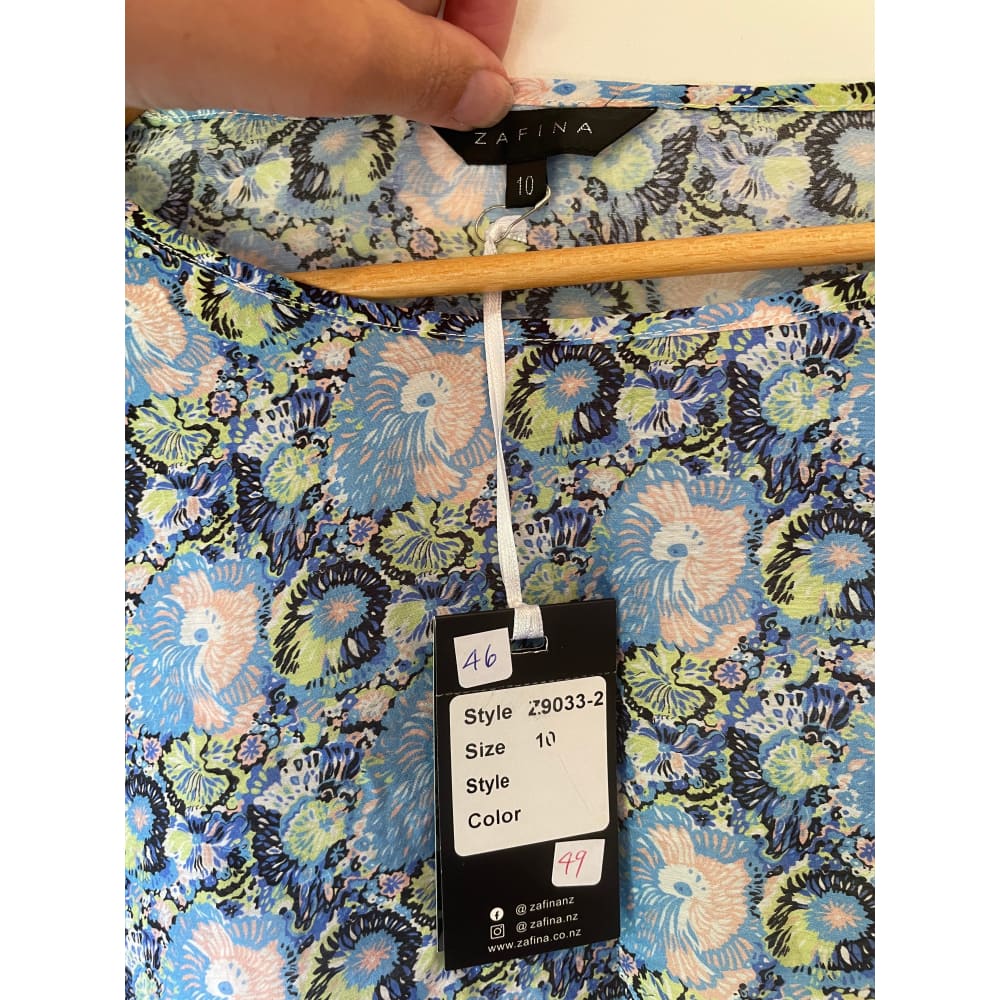 ZAFINA
10
46
Style Z9033-2
Size 10
Style
Color
49
@ zafinanz
@ zafina.nz
www.zafina.co.nz